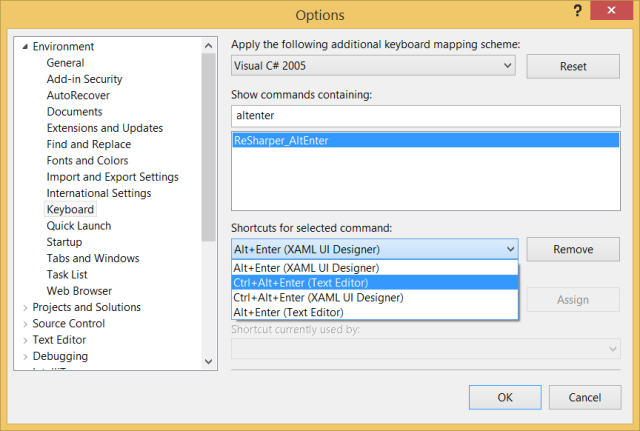 Options
?
Environment
General
Add-in Security
AutoRecover
Documents
Extensions and Updates
Find and Replace
Fonts and Colors
Import and Export Settings
International Settings
Keyboard
Quick Launch
Startup
Tabs and Windows
Task List
Web Browser
Projects and Solutions
Source Control
Text Editor
Debugging
Apply the following additional keyboard mapping scheme:
Visual C# 2005
Reset
Show commands containing:
altenter
ReSharper_AltEnter
Shortcuts for selected command:
Alt+Enter (XAML UI Designer)
Remove
Alt+Enter (XAML UI Designer)
Ctrl+Alt+Enter (Text Editor)
Ctrl+Alt+Enter (XAML UI Designer)
Alt+Enter (Text Editor)
Assign
Shortcut currently used by:
OK
Cancel